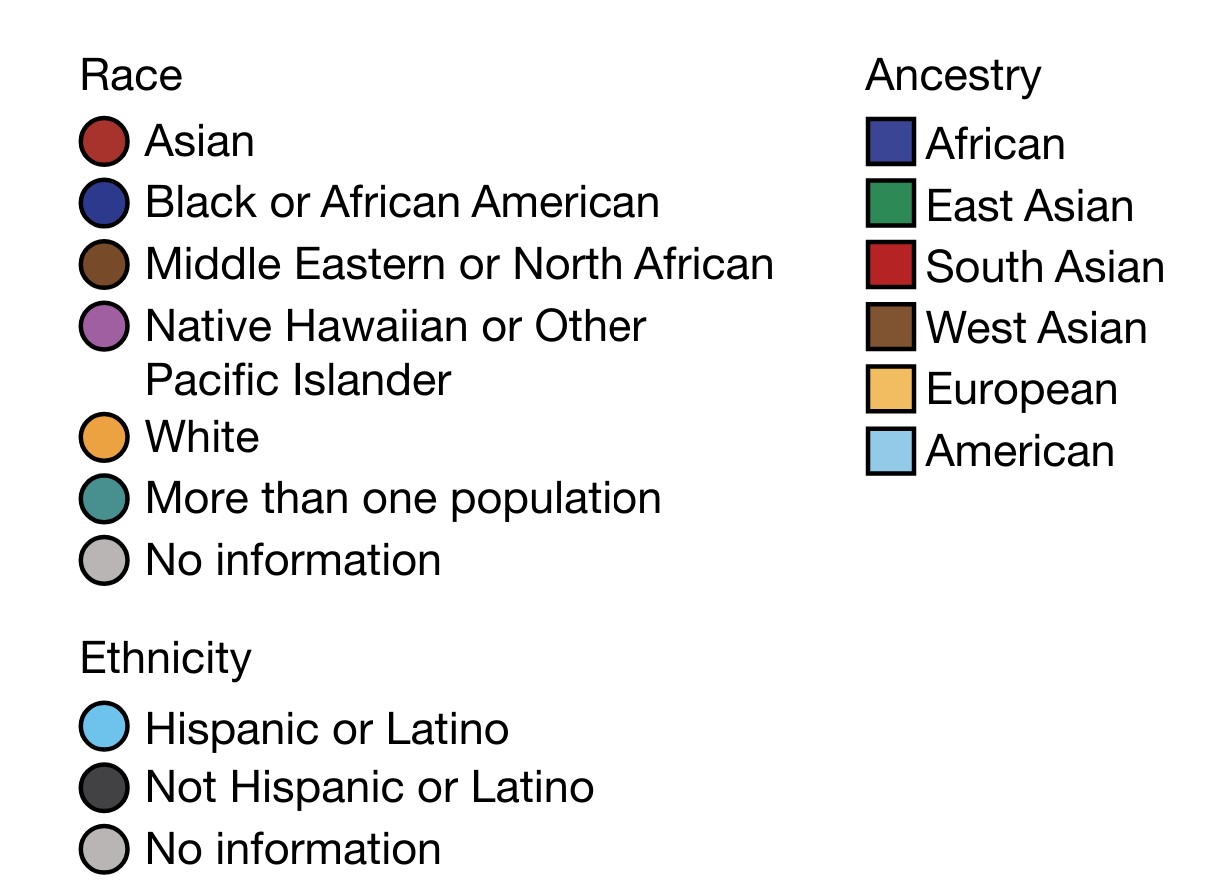 Race
Asian
Black or African American
Middle Eastern or North African
Native Hawaiian or Other
Pacific Islander
White
More than one population
No information
Ethnicity
Hispanic or Latino
Not Hispanic or Latino
No information
Ancestry
African
East Asian
South Asian
West Asian
European
American